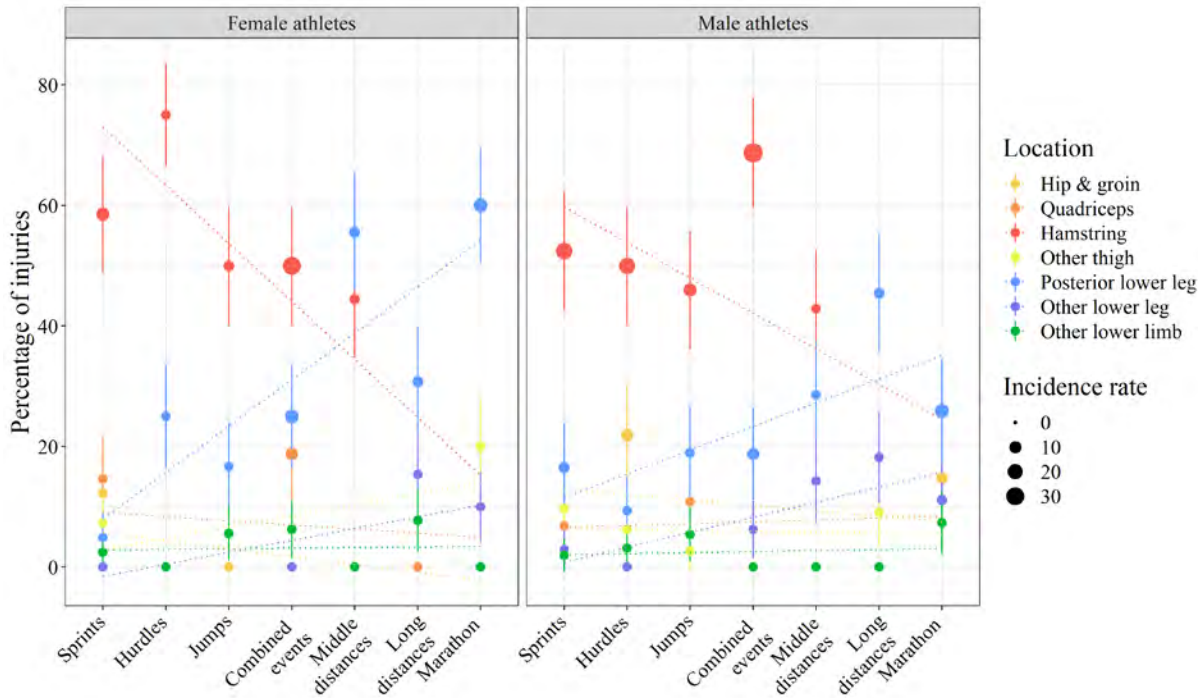 Female athletes
Male athletes
Percentage of injuries
80
60
40
20
0
Sprints
Hurdles
Jumps
Combined
events
Middle
distances
Long
distances
Marathon
Sprints
Hurdles
Jumps
Combined
events
Middle
distances
Long
distances
Marathon
Location
Hip & groin
Quadriceps
Hamstring
Other thigh
Posterior lower leg
Other lower leg
Other lower limb
Incidence rate
0
10
20
30